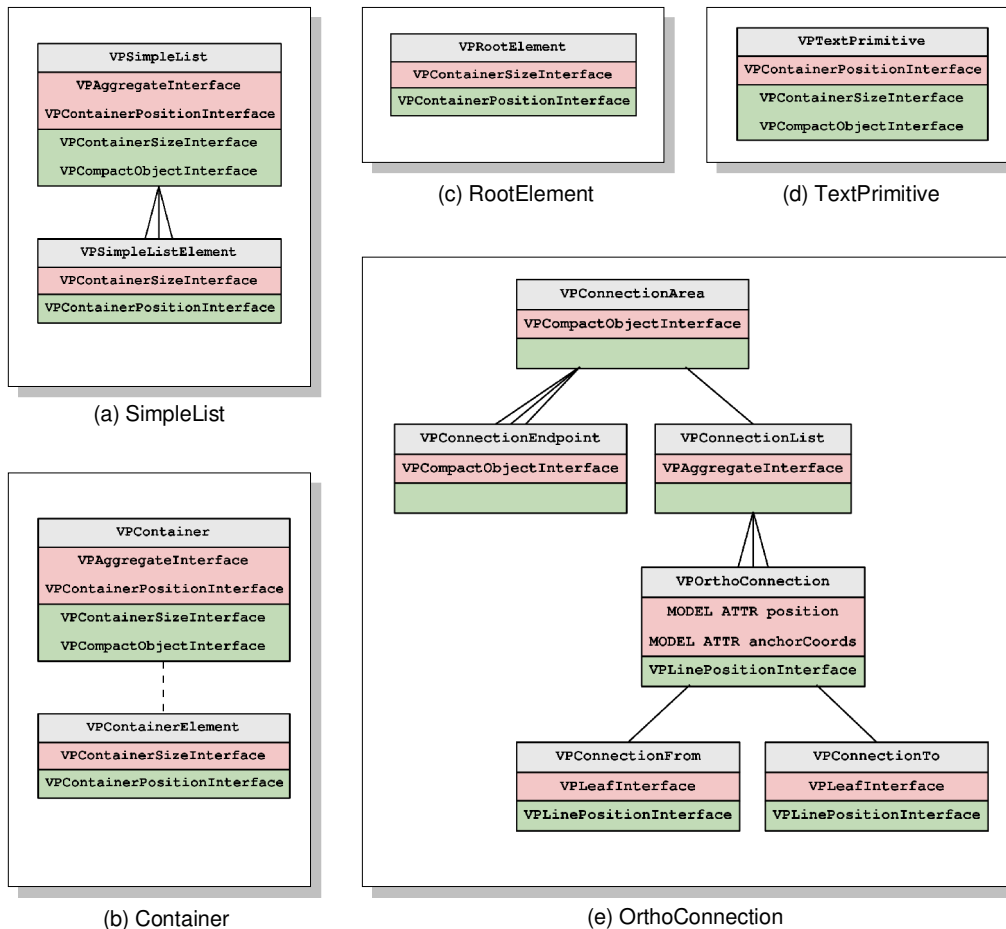 VPSimpleList
VPAggregateInterface
VPContainerPositionInterface
VPContainerSizeInterface
VPCompactObjectInterface
VPSimpleListElement
VPContainerSizeInterface
VPContainerPositionInterface
(a) SimpleList
VPContainer
VPAggregateInterface
VPContainerPositionInterface
VPContainerSizeInterface
VPCompactObjectInterface
VPContainerElement
VPContainerSizeInterface
VPContainerPositionInterface
(b) Container
VPRootElement
VPContainerSizeInterface
VPContainerPositionInterface
(c) RootElement
VPTextPrimitive
VPContainerPositionInterface
VPContainerSizeInterface
VPCompactObjectInterface
(d) TextPrimitive
VPConnectionArea
VPCompactObjectInterface
VPConnectionEndpoint
VPCompactObjectInterface
VPConnectionList
VPAggregateInterface
VPOrthoConnection
MODEL ATTR position
MODEL ATTR anchorCoords
VPLinePositionInterface
VPConnectionFrom
VPLeafInterface
VPLinePositionInterface
VPConnectionTo
VPLeafInterface
VPLinePositionInterface
(e) OrthoConnection